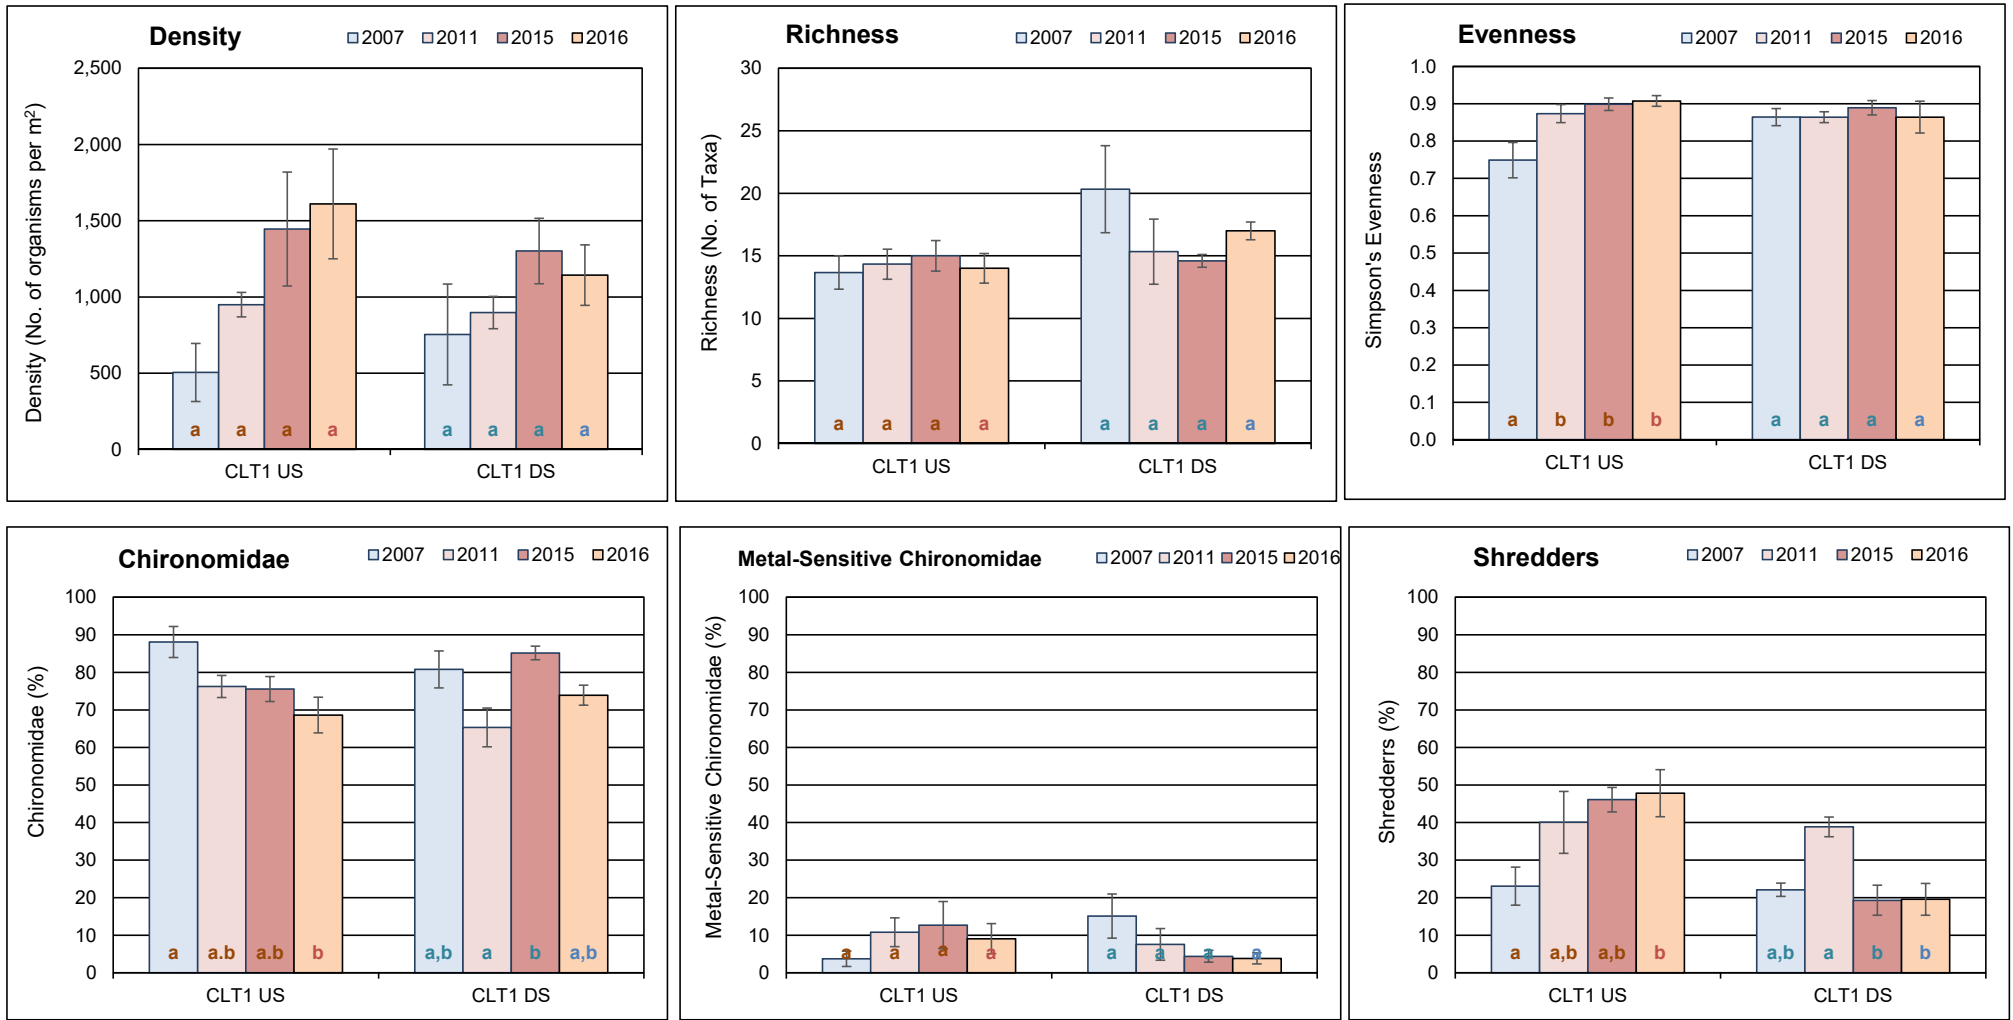 Density
2007 2011 2015 2016
Density (No. of organisms per m2)
2,500
2,000
1,500
1,000
500
0
a a a a a a a a
CLT1 US CLT1 DS
Richness
2007 2011 2015 2016
Richness (No. of Taxa)
30
25
20
15
10
5
0
a a a a a a a a
CLT1 US CLT1 DS
Evenness
2007 2011 2015 2016
Simpson's Evenness
1.0
0.9
0.8
0.7
0.6
0.5
0.4
0.3
0.2
0.1
0.0
a b b b a a a a
CLT1 US CLT1 DS
Chironomidae
2007 2011 2015 2016
Chironomidae (%)
100
90
80
70
60
50
40
30
20
10
0
a a.b a.b b a,b a b a,b
CLT1 US CLT1 DS
Metal-Sensitive Chironomidae
2007 2011 2015 2016
Metal-Sensitive Chironomidae (%)
100
90
80
70
60
50
40
30
20
10
0
a a a a a a a a
CLT1 US CLT1 DS
Shredders
2007 2011 2015 2016
Shredderrs (%)
100
90
80
70
60
50
40
30
20
10
0
a a,b a,b b a,b a b b
CLT1 US CLT1 DS